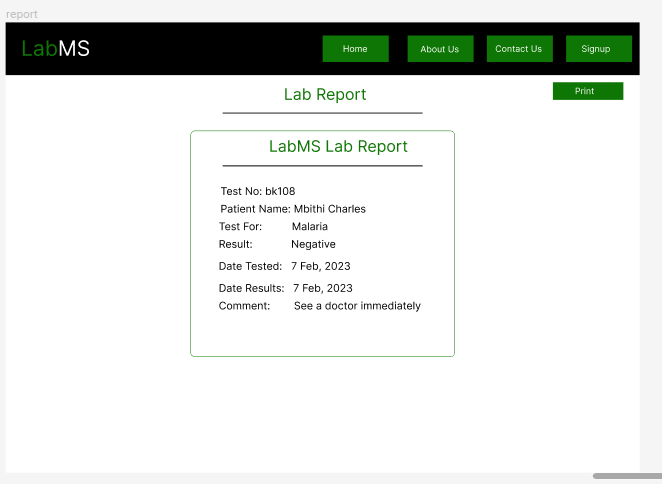 report
LabMS
Home
About Us
Contact Us
Signup
Lab Report
Print
LabMS Lab Report
Test No: bk108
Patient Name: Mbithi Charles
Test For: Malaria
Result: Negative
Date Tested: 7 Feb, 2023
Date Results: 7 Feb, 2023
Comment: See a doctor immediately